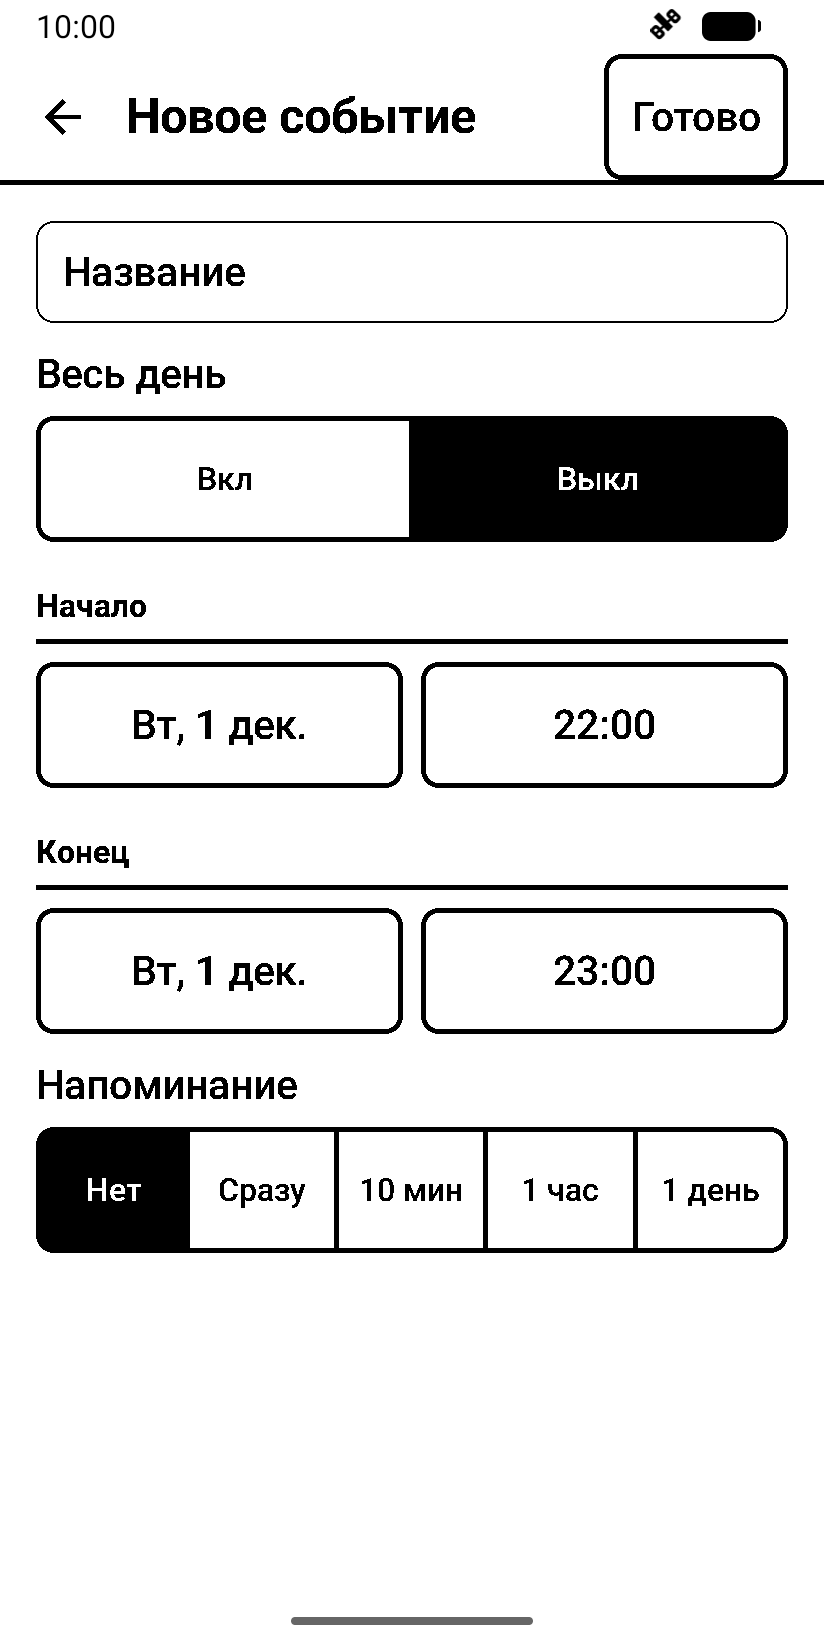 10:00
Новое событие
Готово
Название
Весь день
Вкл Выкл
Начало
Вт, 1 дек. 22:00
Конец
Вт, 1 дек. 23:00
Напоминание
Нет Сразу 10 мин 1 час 1 день